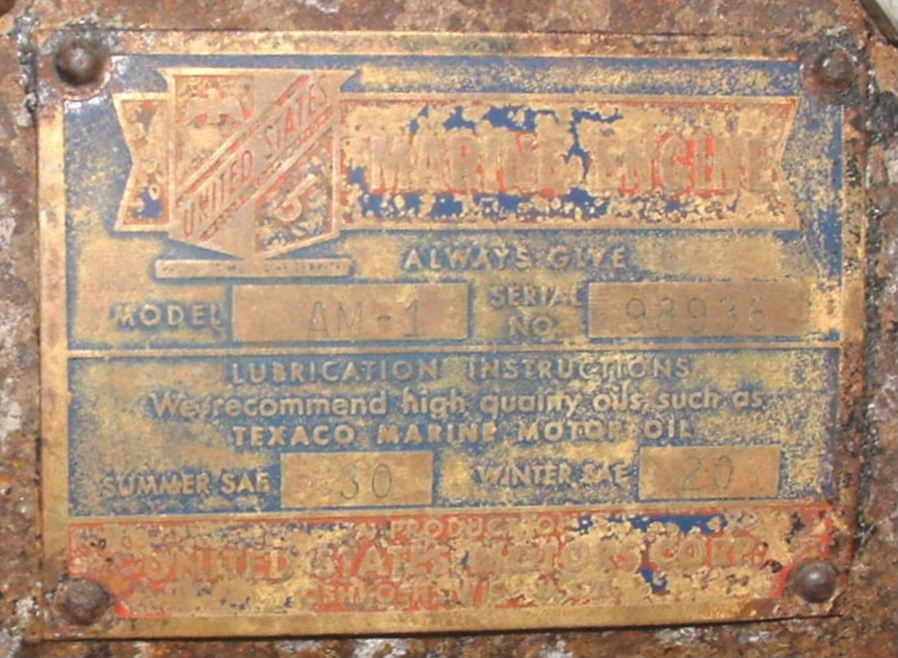 UNITED STATES
MARINE ENGINE
ALWAYS GIVE
MODEL AM-1 SERIAL NO. 98936
LUBRICATION INSTRUCTIONS
We recommend high quality oils, such as
TEXACO MARINE MOTOR OIL
SUMMER SAE 30 WINTER SAE 20
A PRODUCT OF
UNITED STATES MOTORS CORP.
OSHKOSH